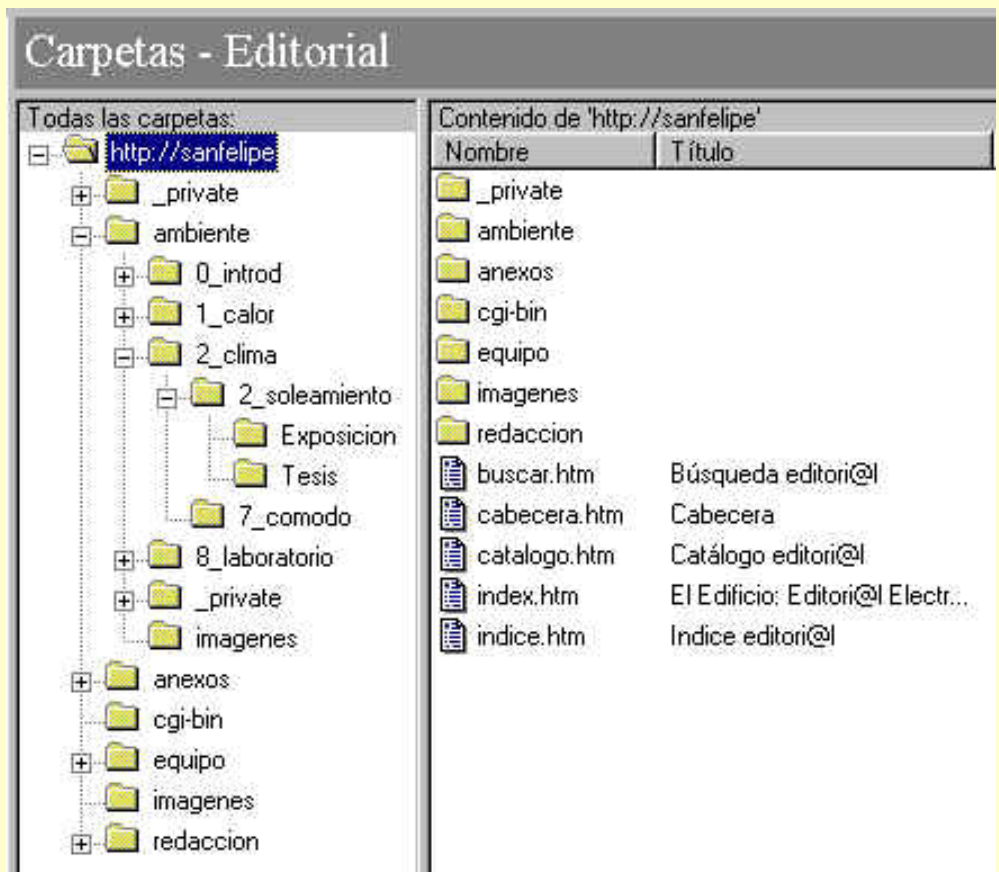 Carpetas - Editorial
Todas las carpetas:
http://sanfelipe
_private
ambiente
0_introd
1_calor
2_clima
2_soleamiento
Exposicion
Tesis
7_comodo
8_laboratorio
_private
imagenes
anexos
cgi-bin
equipo
imagenes
redaccion
Contenido de 'http://sanfelipe'
Nombre Título
_private
ambiente
anexos
cgi-bin
equipo
imagenes
redaccion
buscar.htm Búsqueda editori@l
cabecera.htm Cabecera
catalogo.htm Catálogo editori@l
index.htm El Edificio: Editori@l Electr...
indice.htm Indice editori@l